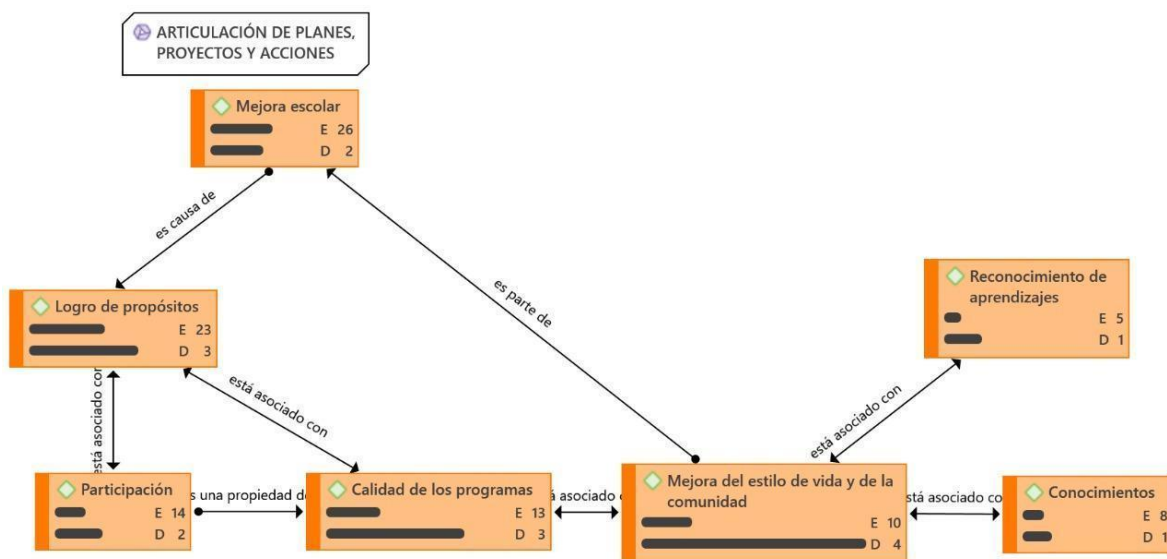 ARTICULACIÓN DE PLANES,
PROYECTOS Y ACCIONES
Mejora escolar
E 26
D 2
es causa de
es parte de
Reconocimiento de
aprendizajes
E 5
D 1
Logro de propósitos
E 23
D 3
está asociado con
está asociado con
está asociado con
Participación
E 14
D 2
s una propiedad de
Calidad de los programas
E 13
D 3
tá asociado c
Mejora del estilo de vida y de la
comunidad
E 10
D 4
está asociado co
Conocimientos
E 8
D 1